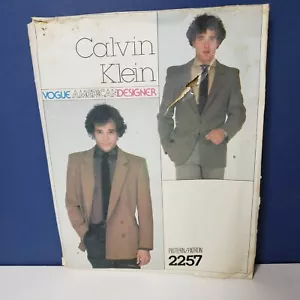 Calvin
Klein
VOGUE AMERICAN DESIGNER
PATTERN/PATRON
2257